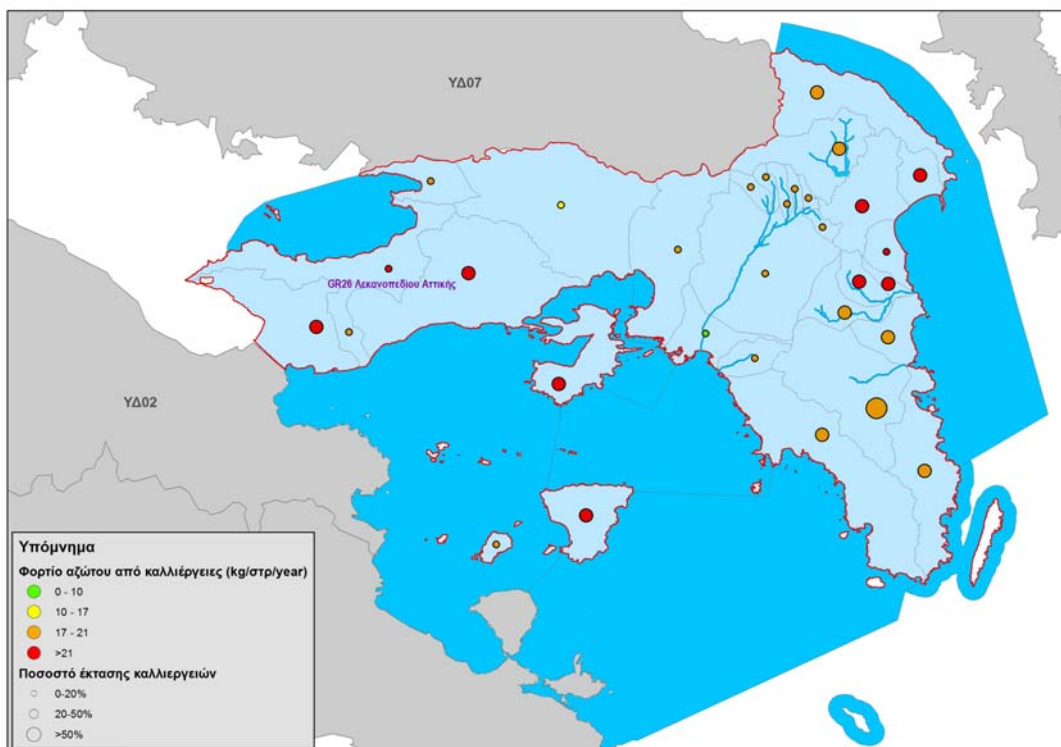 ΥΔ07
GR26 Λεκανοπεδίου Αττικής
ΥΔ02
Υπόμνημα
Φορτίο αζώτου από καλλιέργειες (kg/στρ/year)
0 - 10
10 - 17
17 - 21
>21
Ποσοστό έκτασης καλλιεργειών
0-20%
20-50%
>50%